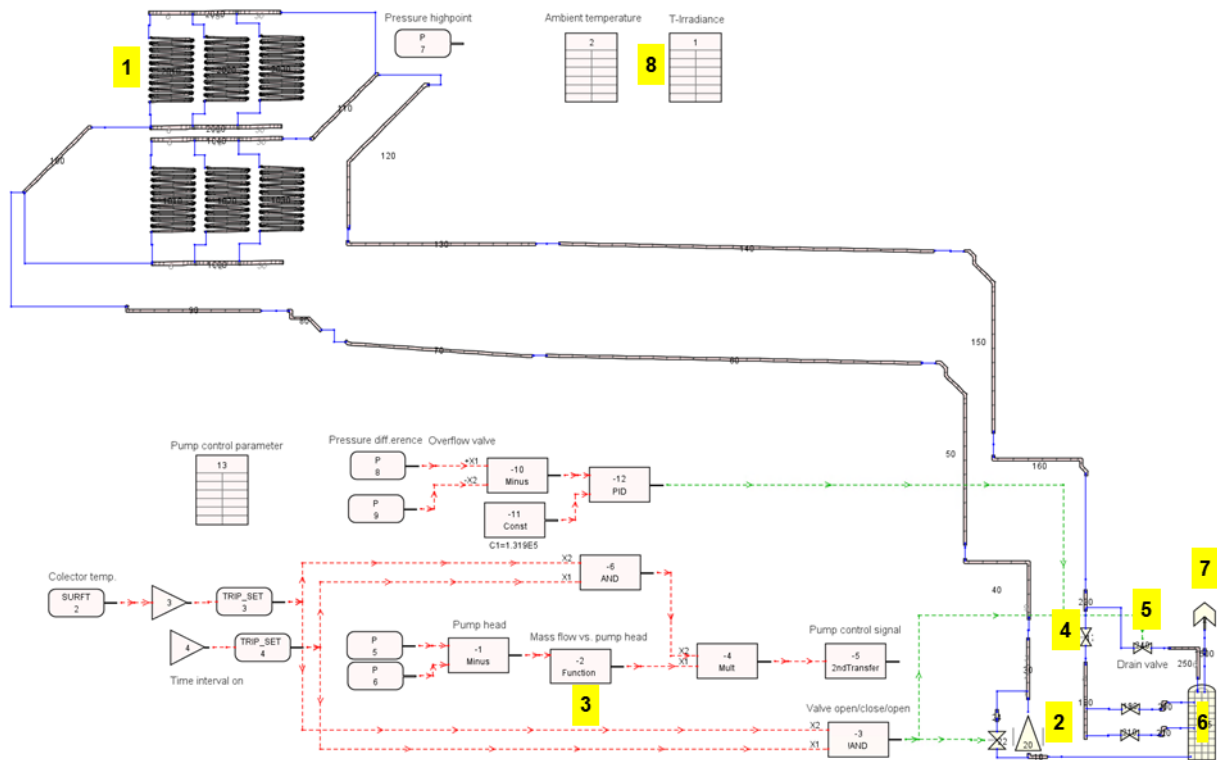 Pressure highpoint
P
7
Ambient temperature
2
8
T-Irradiance
1
1
110
120
130
140
150
160
70
50
40
Pump control parameter
13
Pressure diff.erence
P
8
P
9
Overflow valve
+X1
-X2
-10
Minus
-11
Const
C1=1.319E5
-12
PID
X2
X1
-6
AND
Colector temp.
SURFT
2
3
TRIP_SET
3
4
TRIP_SET
4
Time interval on
Pump head
P
5
P
6
-1
Minus
Mass flow vs. pump head
-2
Function
3
X2
X1
-4
Mult
Pump control signal
-5
2ndTransfer
Valve open/close/open
X2
X1
-3
IAND
2
20
4
5
Drain valve
250
6
7